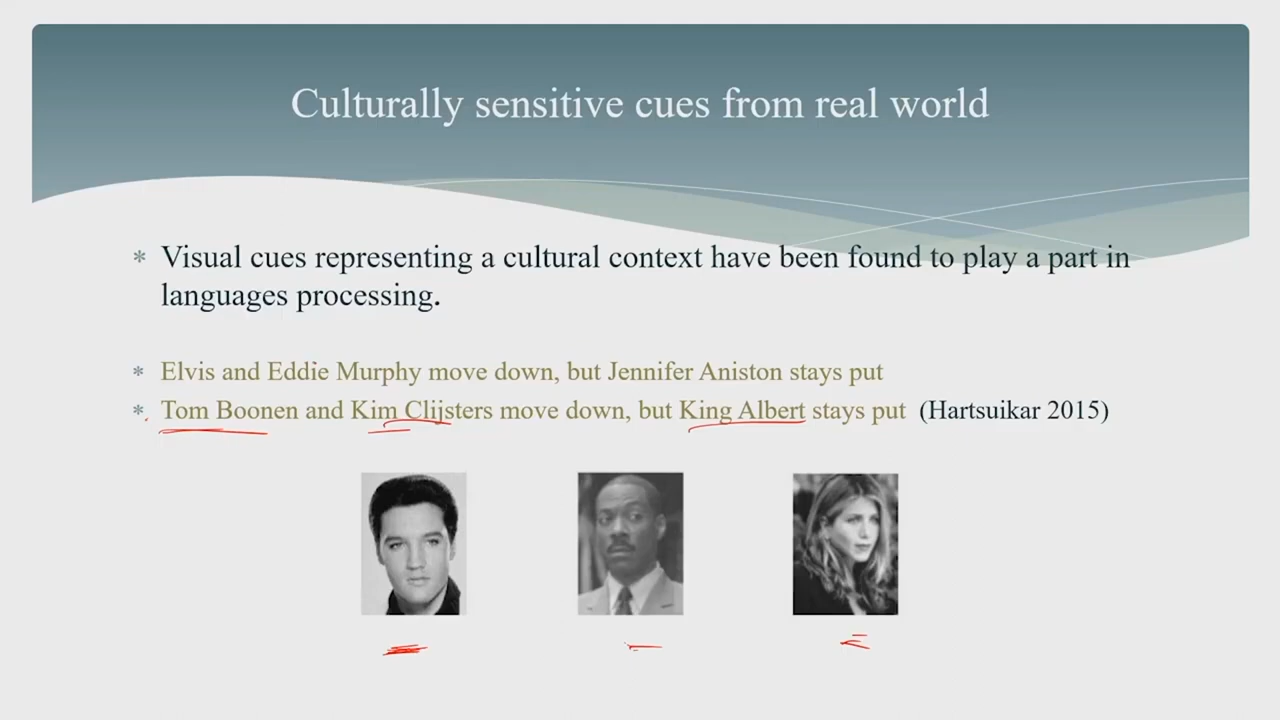 Culturally sensitive cues from real world
* Visual cues representing a cultural context have been found to play a part in
languages processing.
* Elvis and Eddie Murphy move down, but Jennifer Aniston stays put
* Tom Boonen and Kim Clijsters move down, but King Albert stays put (Hartsuikar 2015)